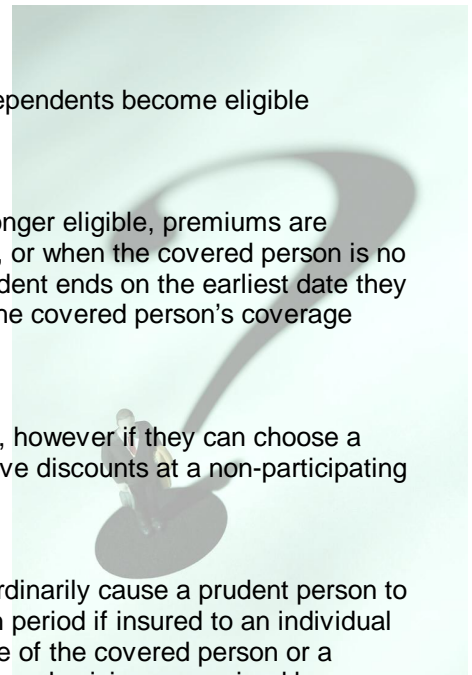 ependents become eligible
onger eligible, premiums are
, or when the covered person is no
dent ends on the earliest date they
he covered person's coverage
, however if they can choose a
ve discounts at a non-participating
rdinarily cause a prudent person to
n period if insured to an individual
e of the covered person or a